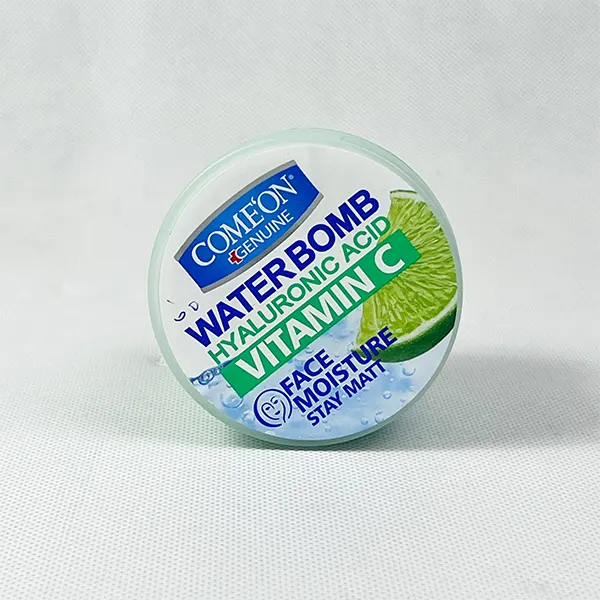 COME'ON®
GENUINE
WATER BOMB
HYALURONIC ACID
VITAMIN C
FACE
MOISTURE
STAY MATT